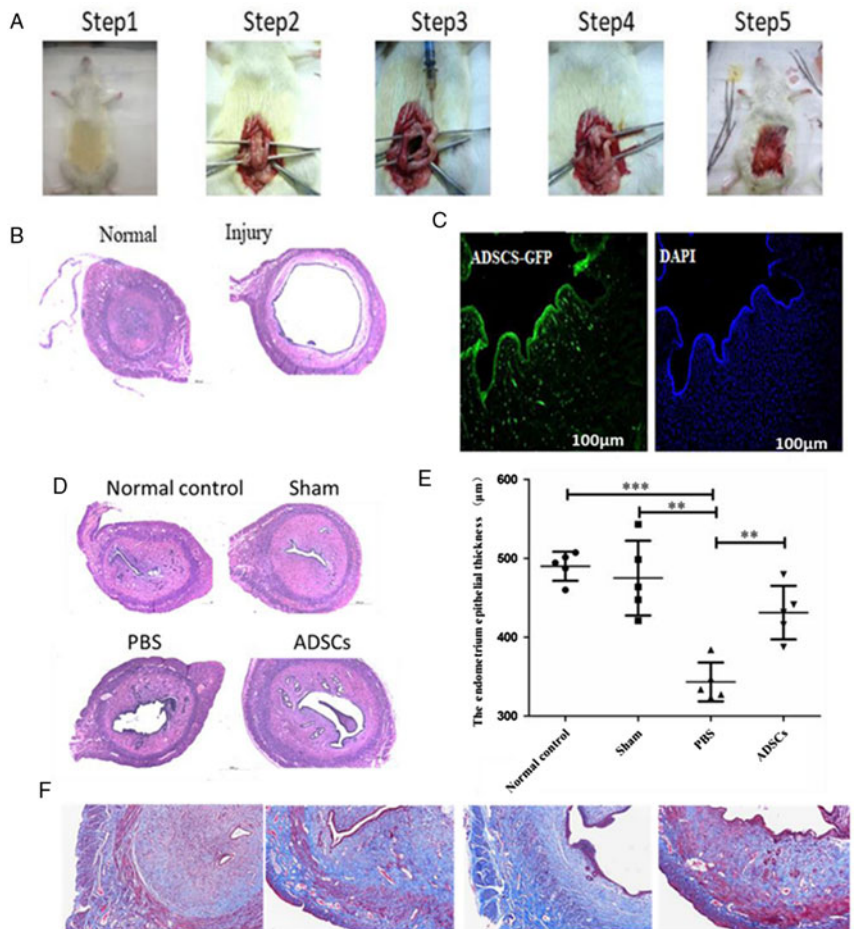 A
Step1 Step2 Step3 Step4 Step5
B
Normal Injury
C
ADSCS-GFP DAPI
100μm 100μm
D
Normal control Sham
PBS ADSCs
E
The endometrium epithelial thickness (μm)
600
500
400
300
***
**
**
Normal control Sham PBS ADSCs
F